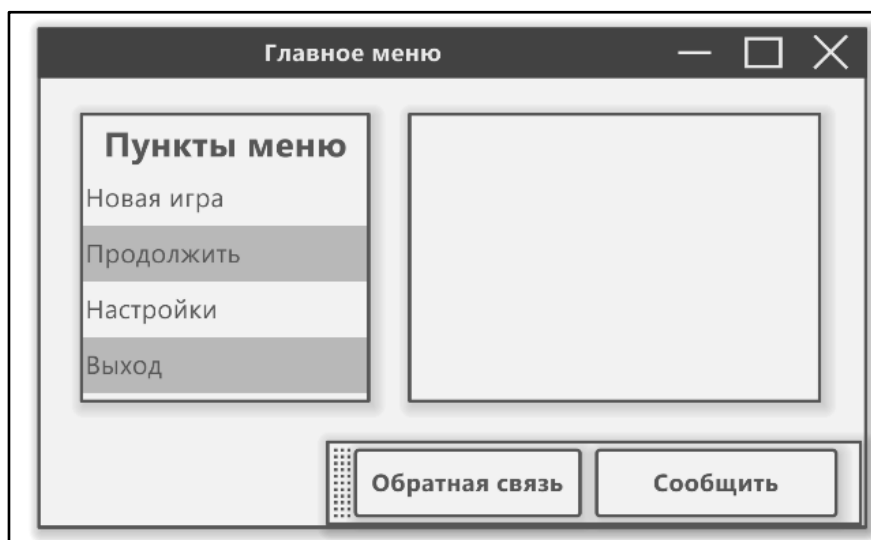 Главное меню
Пункты меню
Новая игра
Продолжить
Настройки
Выход
Обратная связь
Сообщить